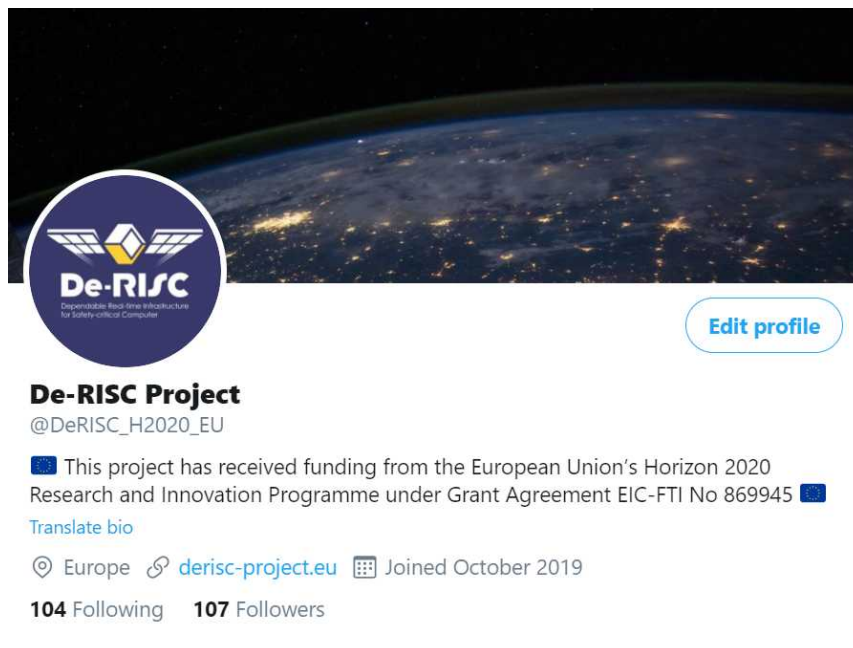 De-RISC
Dependable Real-time Infrastructure
for Safety-critical Computer
Edit profile
De-RISC Project
@DeRISC_H2020_EU
🇪🇺 This project has received funding from the European Union’s Horizon 2020
Research and Innovation Programme under Grant Agreement EIC-FTI No 869945 🇪🇺
Translate bio
Europe derisc-project.eu Joined October 2019
104 Following 107 Followers